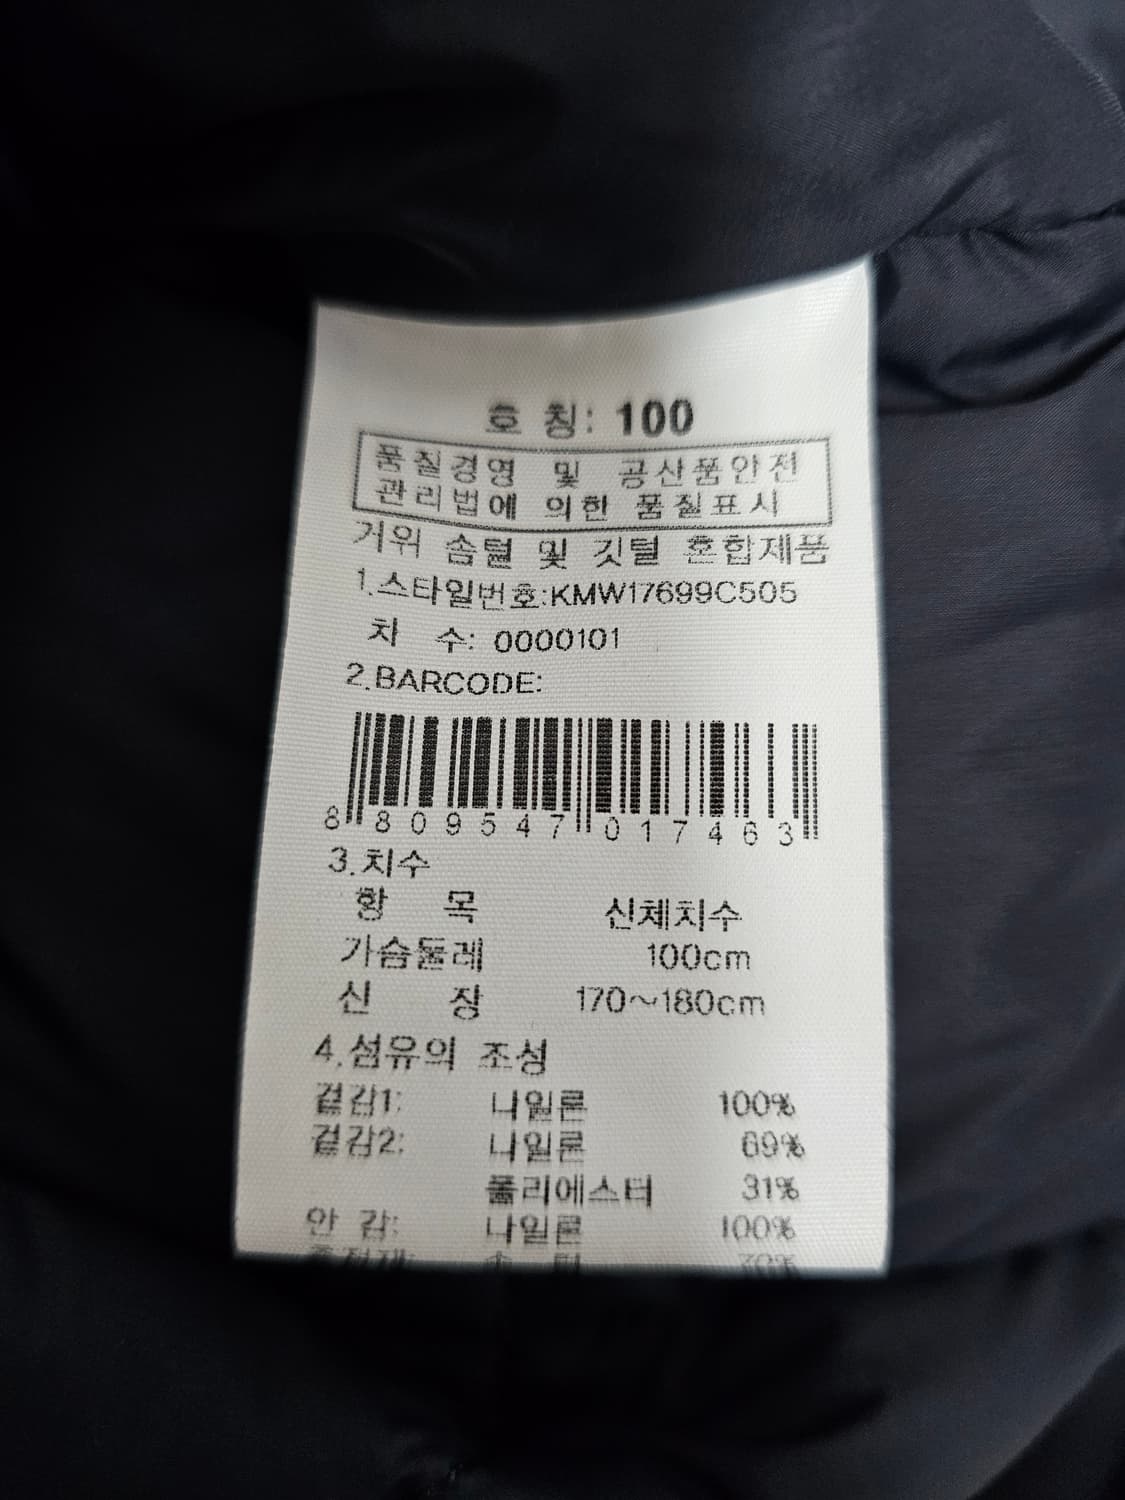 호 칭: 100
품질경영 및 공산품안전
관리법에 의한 품질표시
거위 솜털 및 깃털 혼합제품
1.스타일번호:KMW17699C505
차 수: 0000101
2.BARCODE:
8 809547 017463
3.치수
항 목 신체치수
가슴둘레 100cm
신 장 170~180cm
4.섬유의 조성
겉감1: 나일론 100%
겉감2: 나일론 69%
폴리에스터 31%
안 감: 나일론 100%